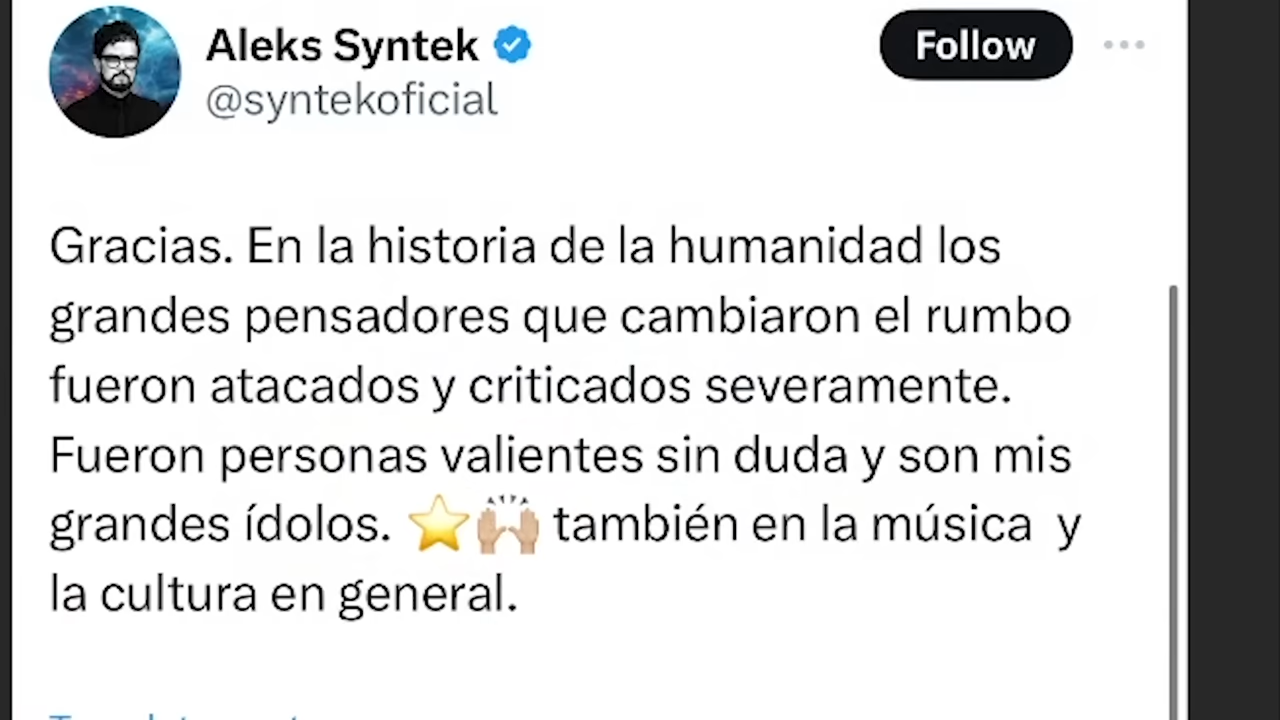 Aleks Syntek
@syntekoficial
Follow
Gracias. En la historia de la humanidad los
grandes pensadores que cambiaron el rumbo
fueron atacados y criticados severamente.
Fueron personas valientes sin duda y son mis
grandes ídolos. ⭐🙌🏼 también en la música y
la cultura en general.